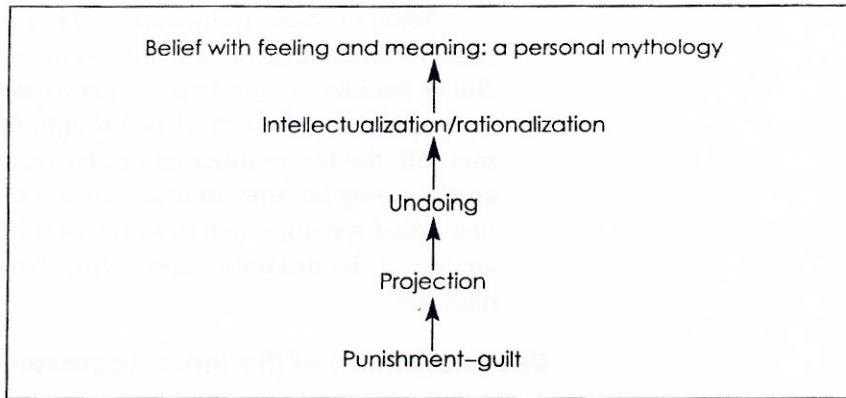 Belief with feeling and meaning: a personal mythology
Intellectualization/rationalization
Undoing
Projection
Punishment–guilt